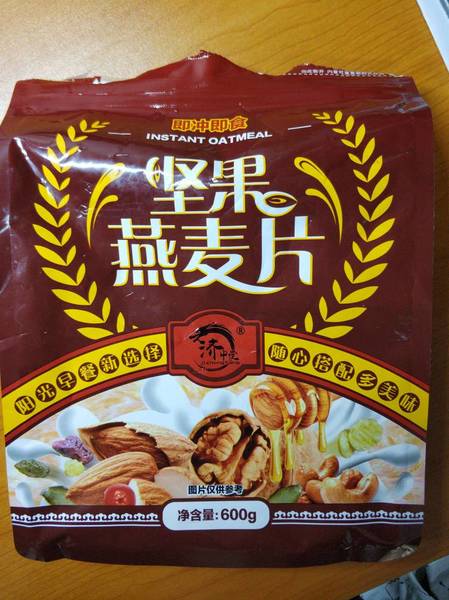 即冲即食
INSTANT OATMEAL
坚果
燕麦片
阳光早餐新选择
随心搭配多美味
图片仅供参考
净含量: 600g